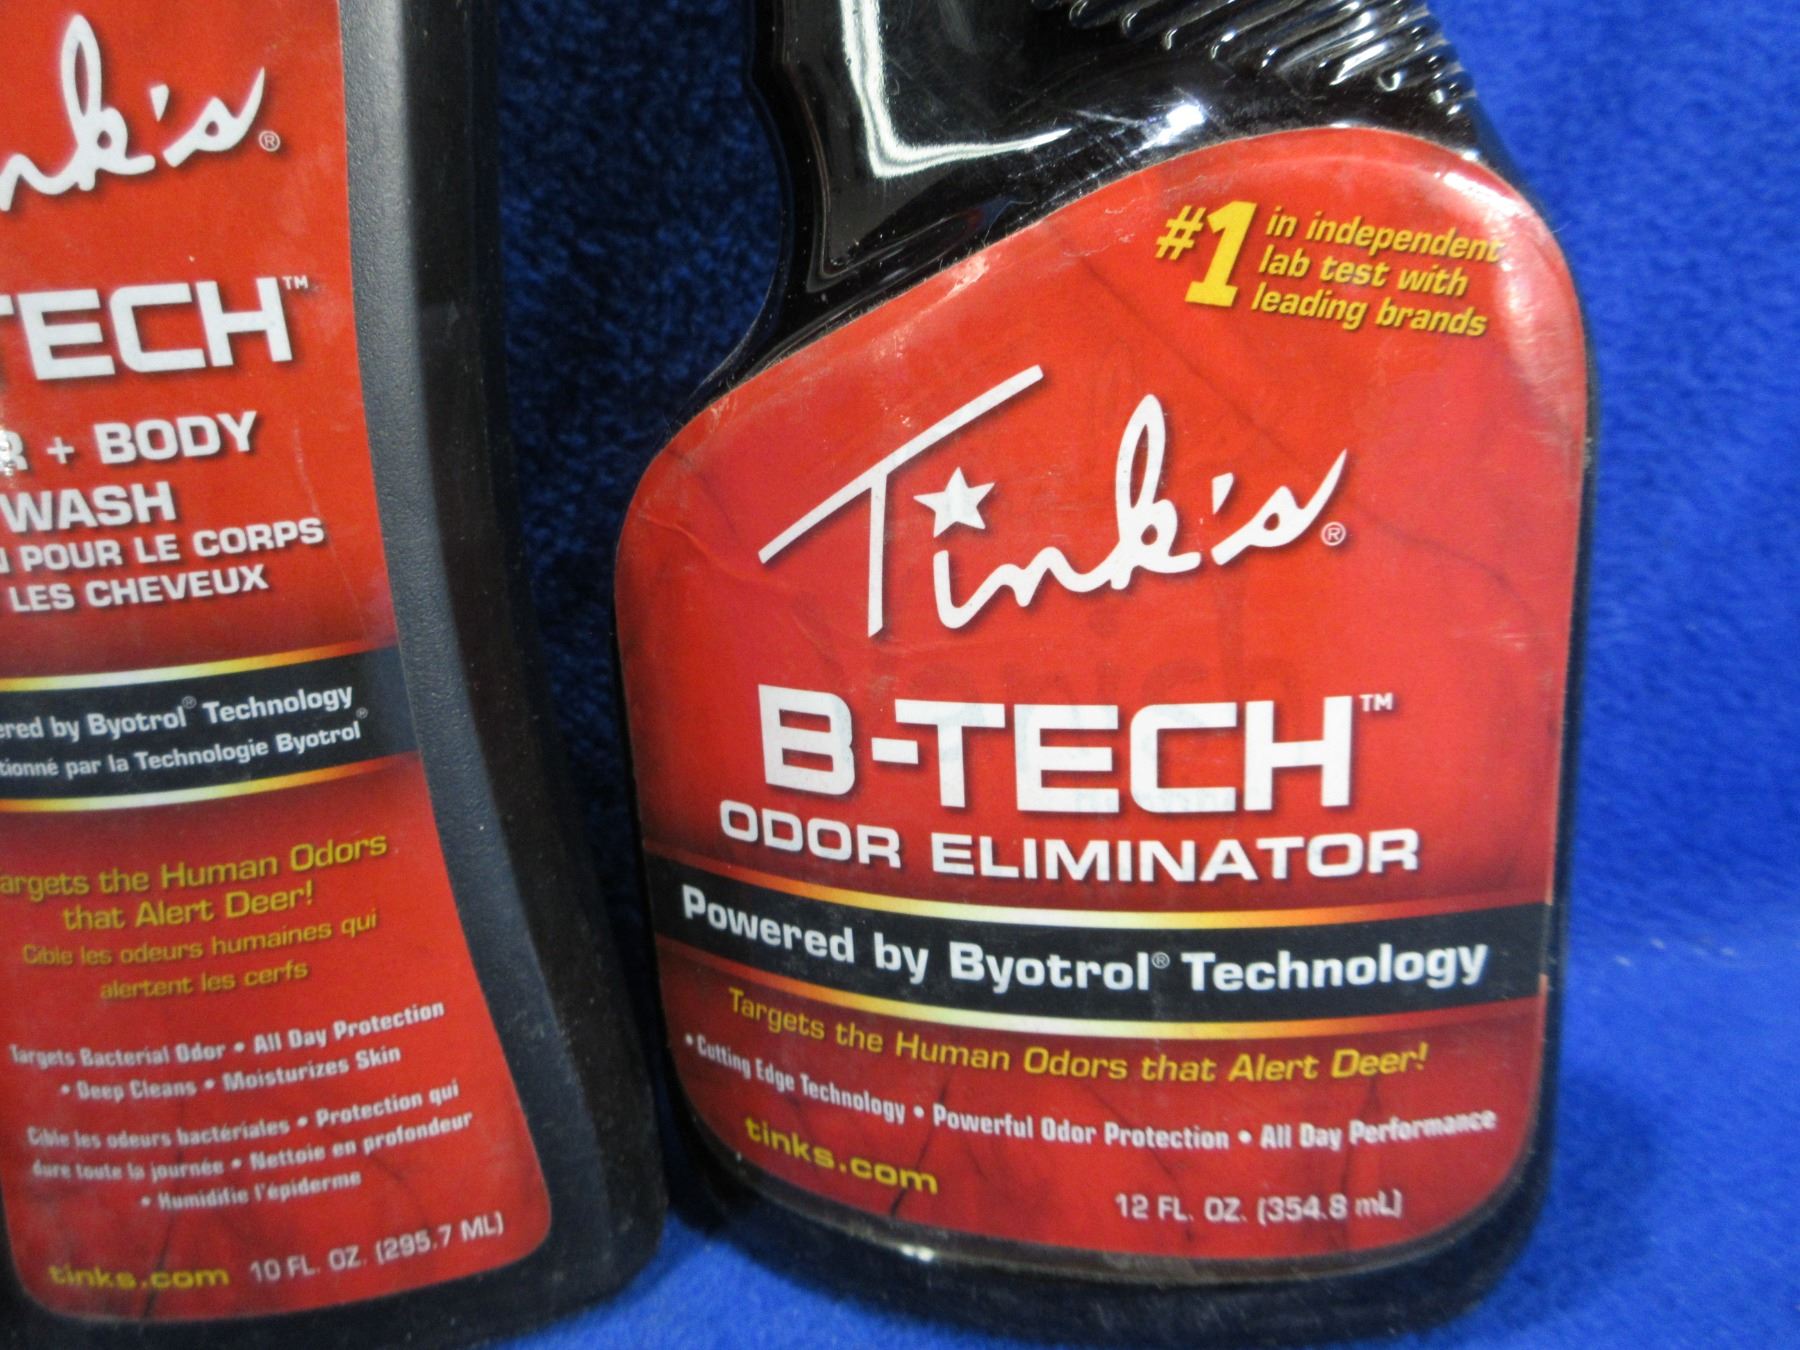 ink's®
TECH™
R + BODY
WASH
POUR LE CORPS
LES CHEVEUX
ered by Byotrol® Technology
tionné par la Technologie Byotrol®
argets the Human Odors
that Alert Deer!
Cible les odeurs humaines qui
alertent les cerfs
Targets Bacterial Odor • All Day Protection
• Deep Cleans • Moisturizes Skin
Cible les odeurs bactériales • Protection qui
dure toute la journée • Nettoie en profondeur
• Humidifie l'épiderme
tinks.com 10 FL. OZ. (295.7 ML)
#1 in independent
lab test with
leading brands
Tink's®
B-TECH™
ODOR ELIMINATOR
Powered by Byotrol® Technology
Targets the Human Odors that Alert Deer!
• Cutting Edge Technology • Powerful Odor Protection • All Day Performance
tinks.com
12 FL. OZ. (354.8 mL)